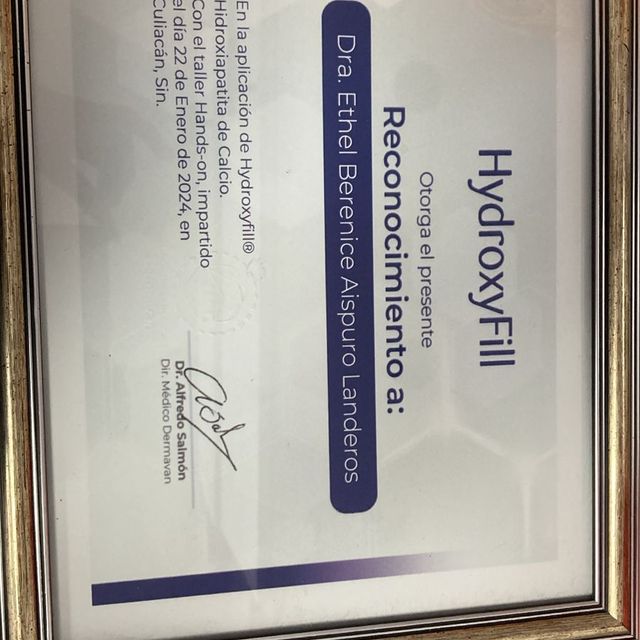 HydroxyFill
Otorga el presente
Reconocimiento a:
Dra. Ethel Berenice Aispuro Landeros
En la aplicación de Hydroxyfill®
Hidroxiapatita de Calcio.
Con el taller Hands-on, impartido
el día 22 de Enero de 2024, en
Culiacán, Sin.
Dr. Alfredo Salmón
Dir. Médico Dermavan